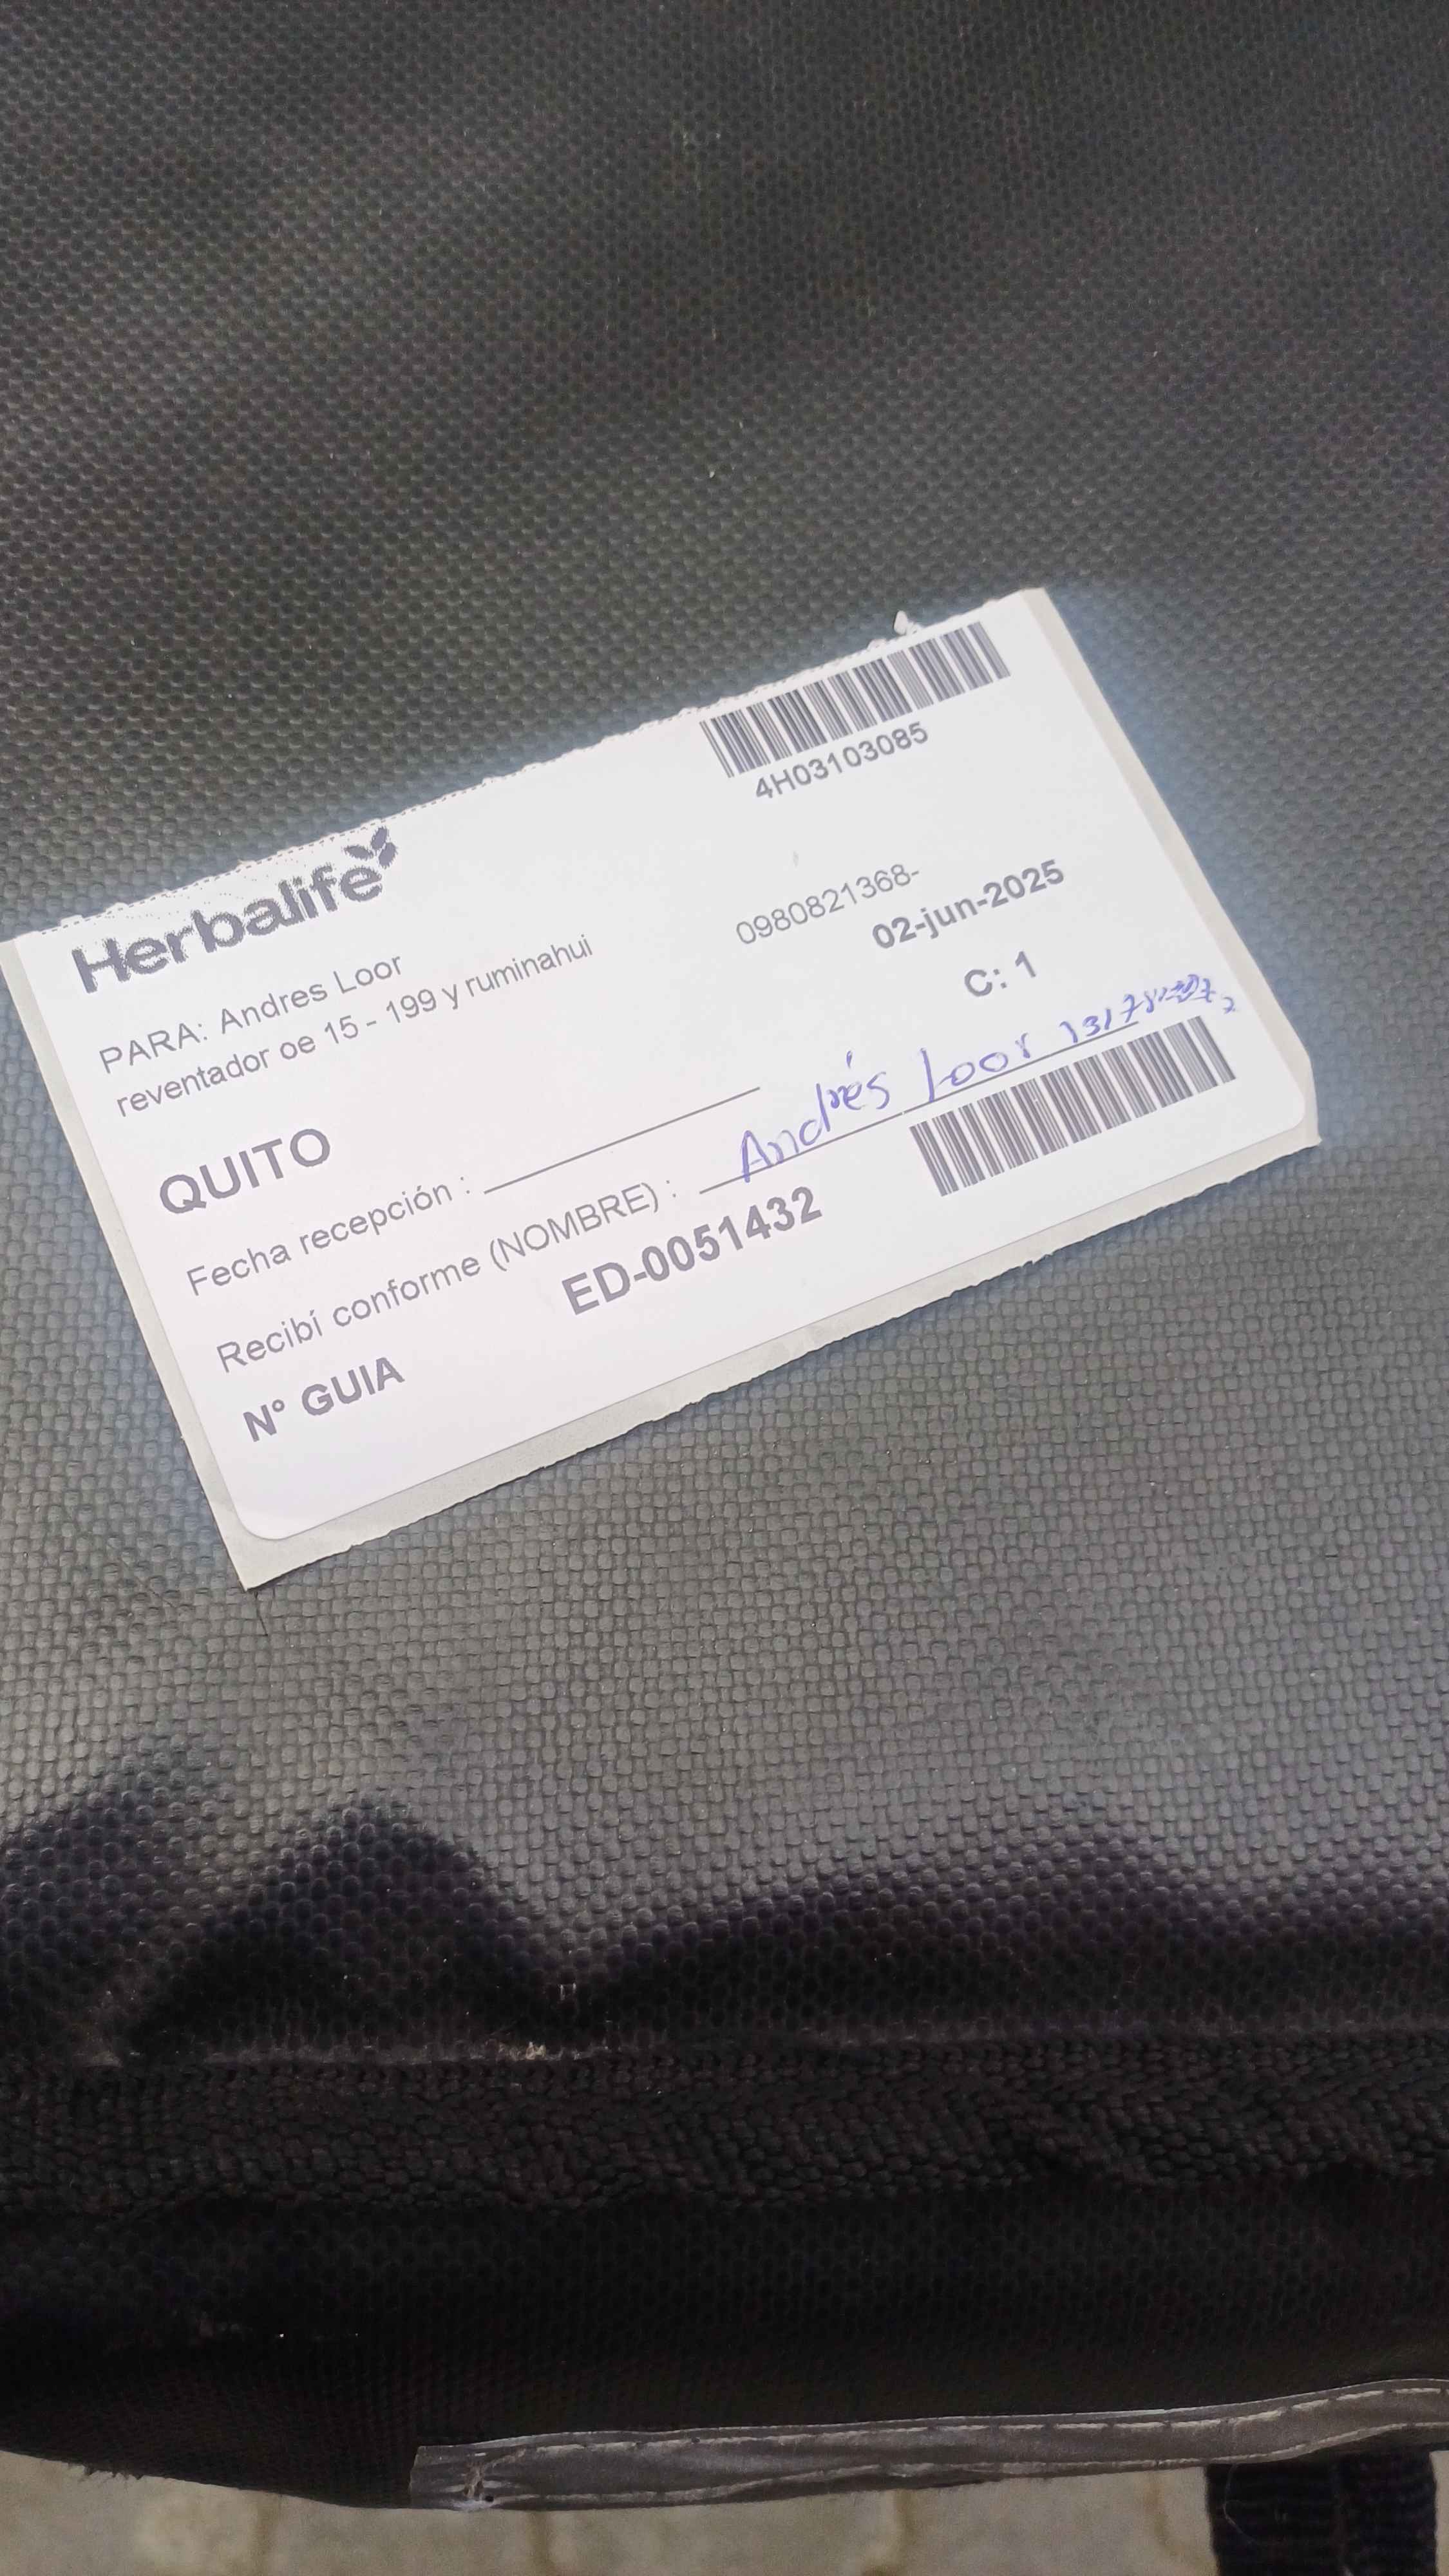 4H03103085
Herbalife
PARA: Andres Loor
0980821368-
reventador oe 15 - 199 y ruminahui
02-jun-2025
QUITO
C: 1
Fecha recepción :
Recibí conforme (NOMBRE) : Andrés Loor
N° GUIA ED-0051432